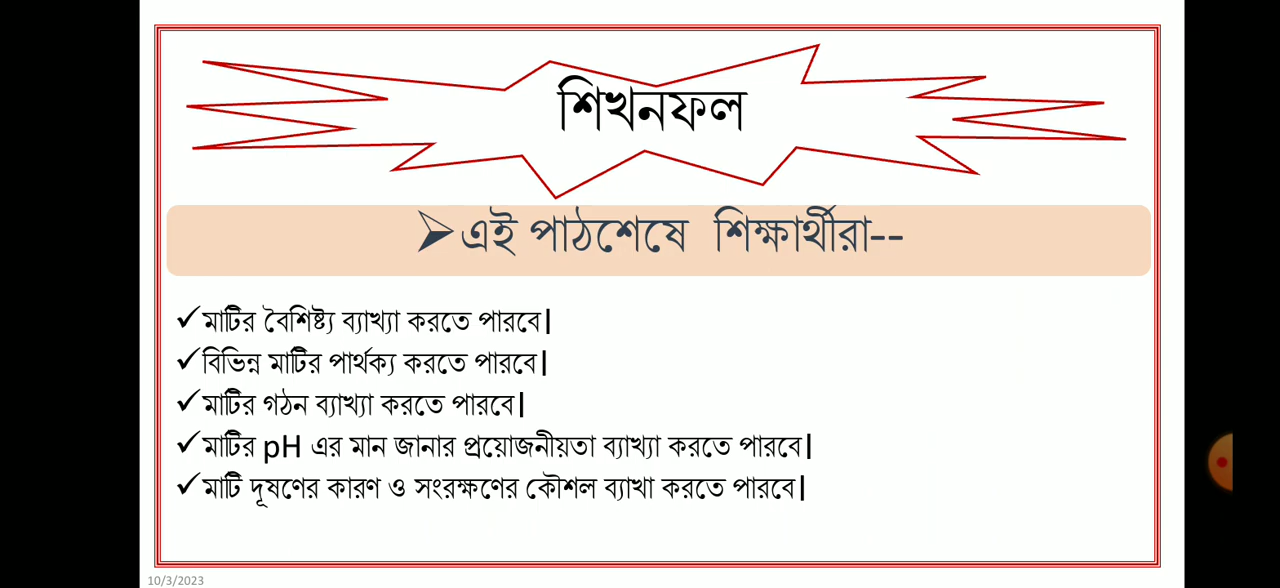 শিখনফল
➢এই পাঠশেষে শিক্ষার্থীরা--
✓মাটির বৈশিষ্ট্য ব্যাখ্যা করতে পারবে|
✓বিভিন্ন মাটির পার্থক্য করতে পারবে|
✓মাটির গঠন ব্যাখ্যা করতে পারবে|
✓মাটির pH এর মান জানার প্রয়োজনীয়তা ব্যাখ্যা করতে পারবে|
✓মাটি দূষণের কারণ ও সংরক্ষণের কৌশল ব্যাখা করতে পারবে|
10/3/2023